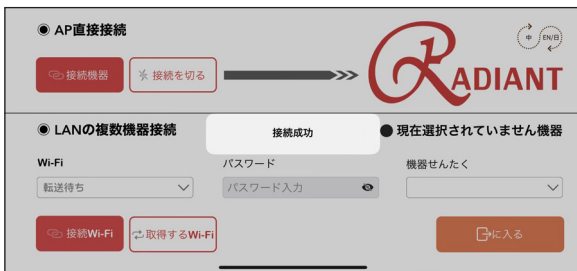 AP直接接続
接続機器
接続を切る
RADIANT
中
EN/日
LANの複数機器接続
接続成功
現在選択されていません機器
Wi-Fi
パスワード
機器せんたく
転送待ち
パスワード入力
接続Wi-Fi
取得するWi-Fi
に入る